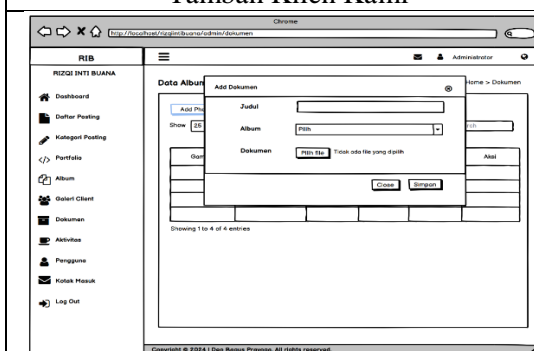 Tambah Klien Kami
Chrome
http://localhost/rizqiintibuana/admin/dokumen
RIB
Administrator
RIZQI INTI BUANA
Data Album
Home > Dokumen
Dashboard
Daftar Posting
Kategori Posting
Portfolio
Album
Galeri Client
Dokumen
Aktivitas
Pengguna
Kotak Masuk
Log Out
Add Dokumen
Judul
Album
Pilih
Dokumen
Pilih file
Tidak ada file yang dipilih
Close
Simpan
Show 25
Aksi
Showing 1 to 4 of 4 entries
Copyright © 2024 | Dea Bagus Prayogo. All rights reserved.